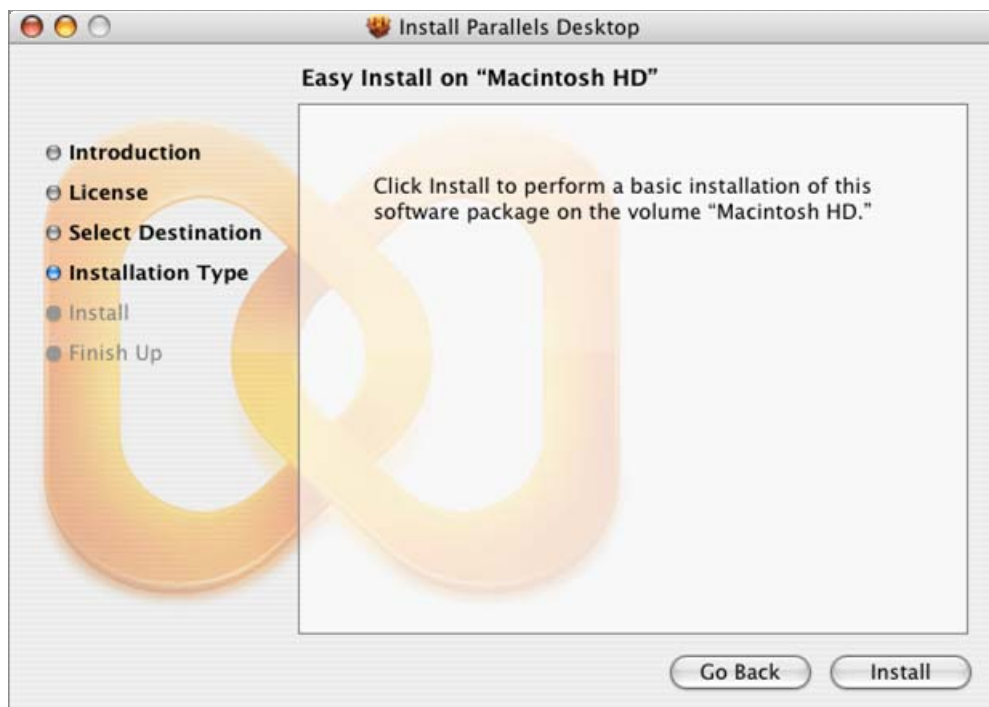 Install Parallels Desktop
Easy Install on “Macintosh HD”
Introduction
License
Select Destination
Installation Type
Install
Finish Up
Click Install to perform a basic installation of this
software package on the volume “Macintosh HD.”
Go Back
Install